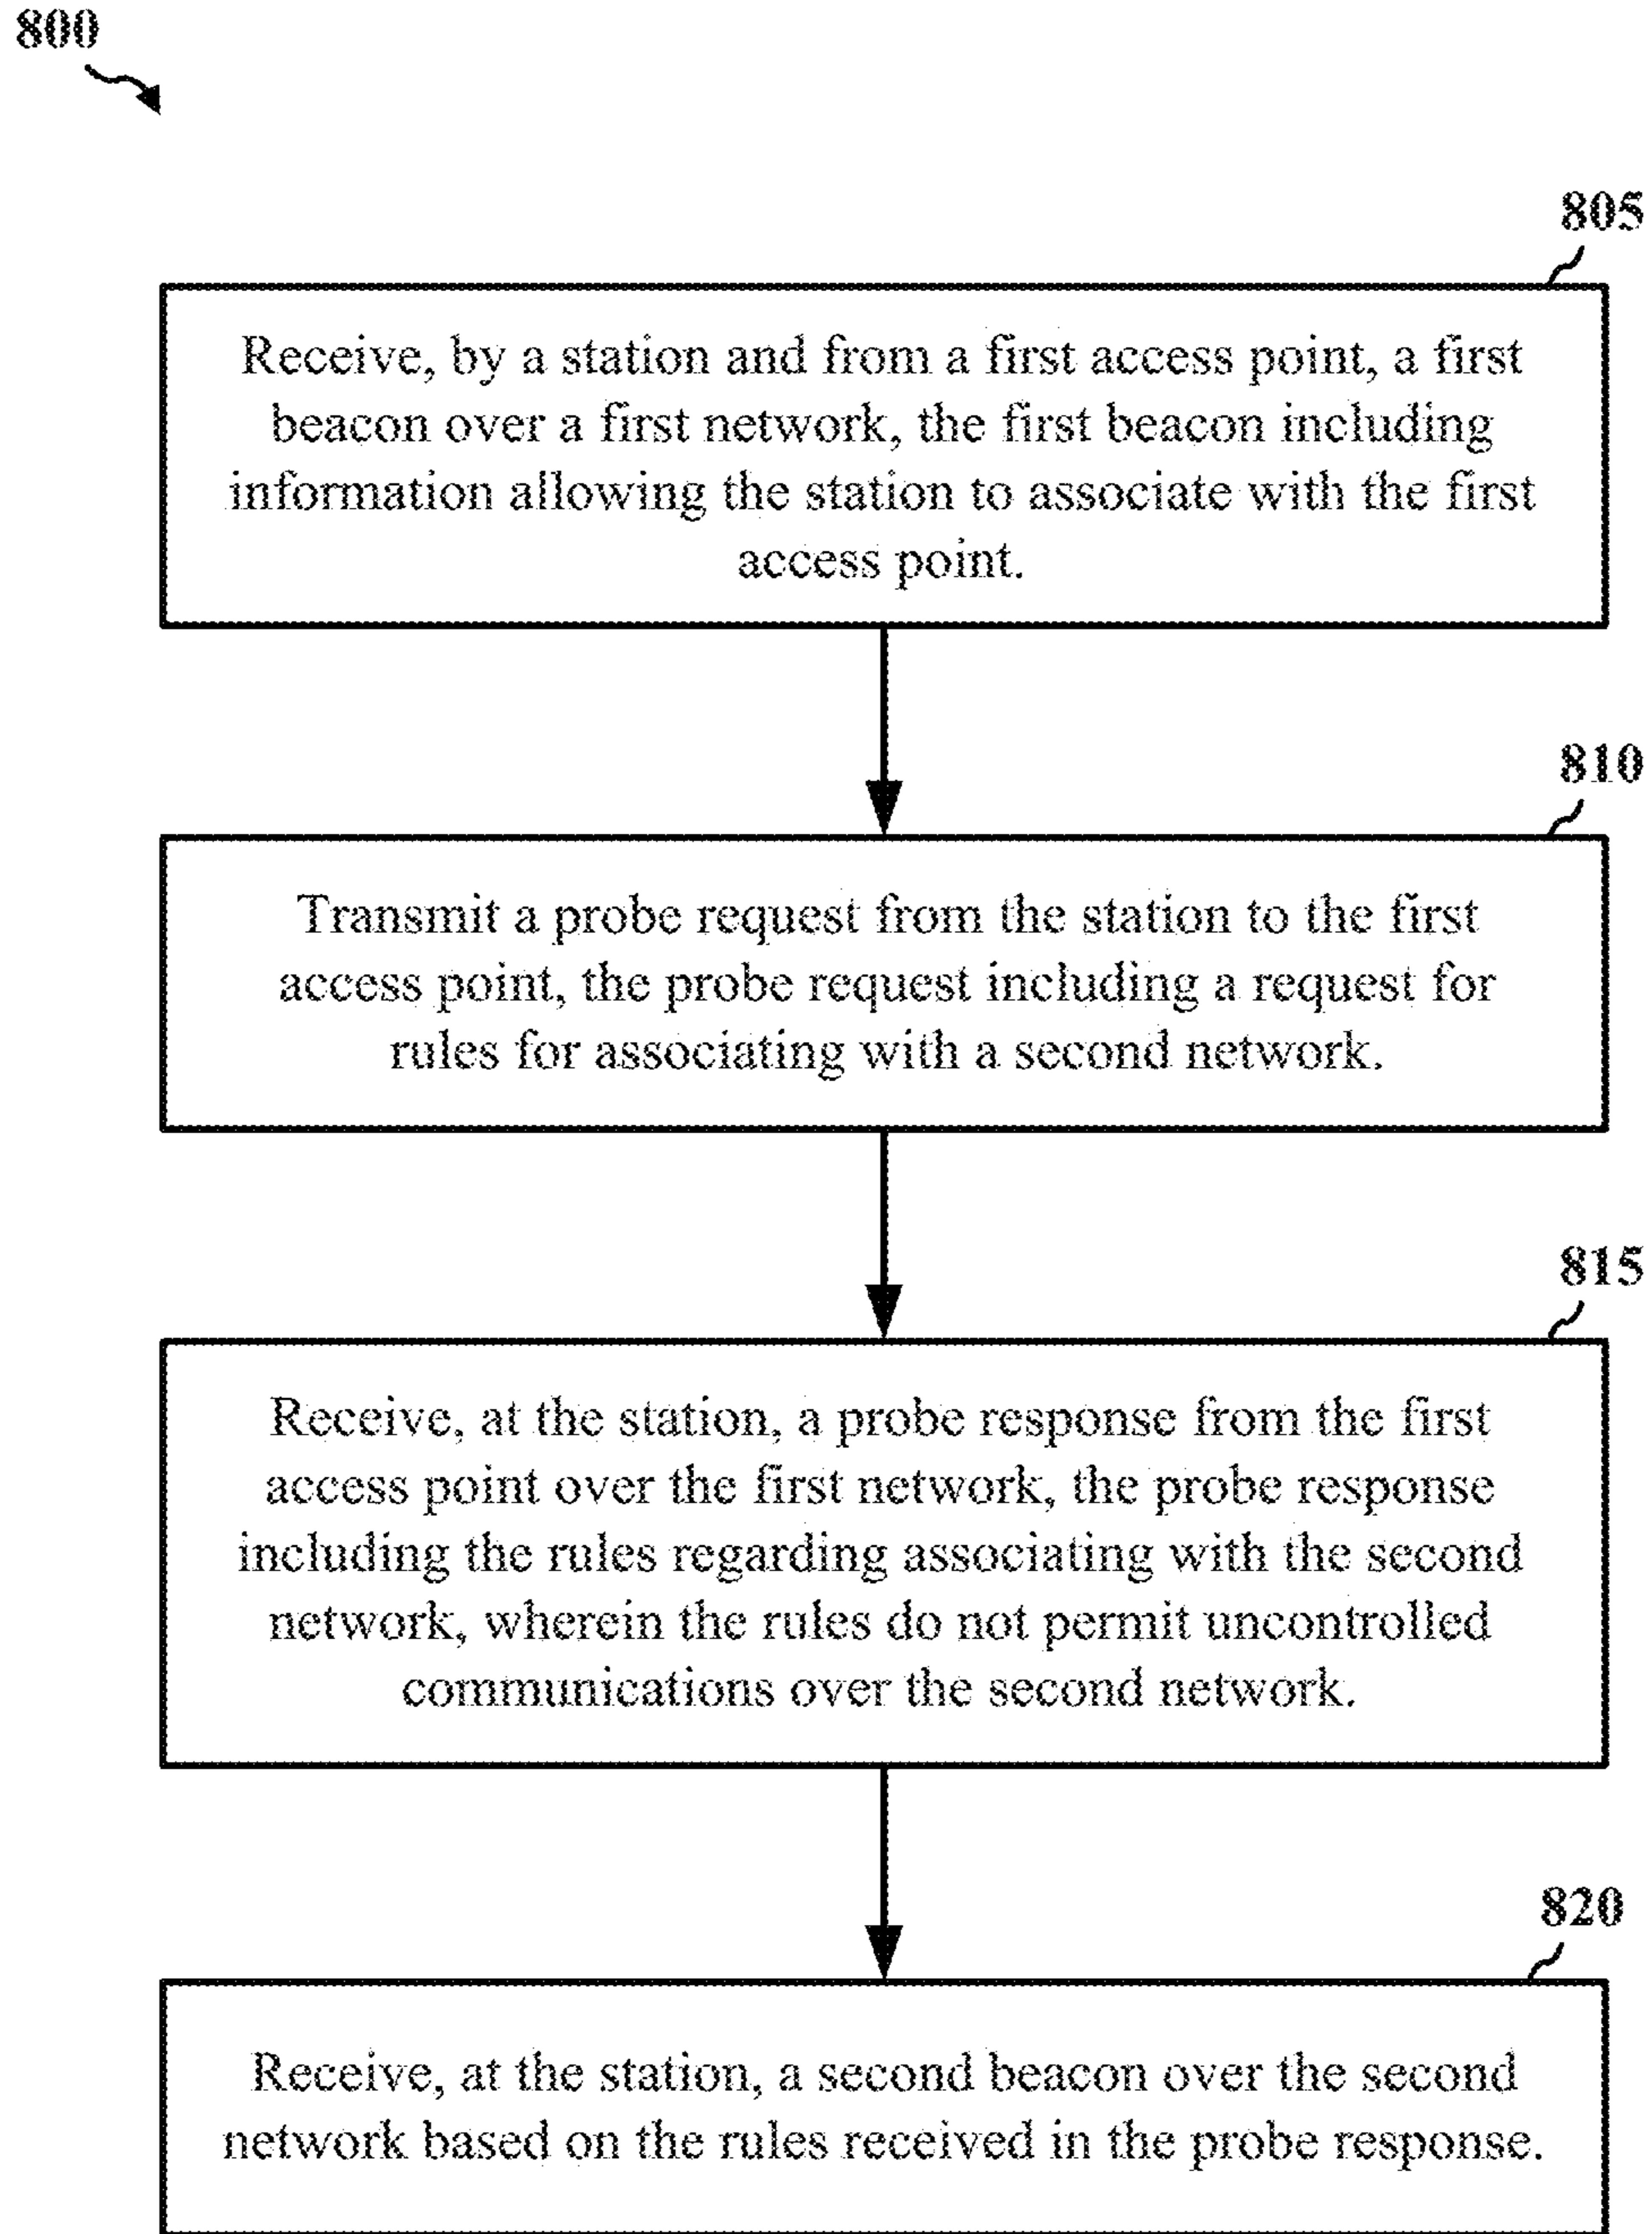 800
805
Receive, by a station and from a first access point, a first
beacon over a first network, the first beacon including
information allowing the station to associate with the first
access point.
810
Transmit a probe request from the station to the first
access point, the probe request including a request for
rules for associating with a second network.
815
Receive, at the station, a probe response from the first
access point over the first network, the probe response
including the rules regarding associating with the second
network, wherein the rules do not permit uncontrolled
communications over the second network.
820
Receive, at the station, a second beacon over the second
network based on the rules received in the probe response.